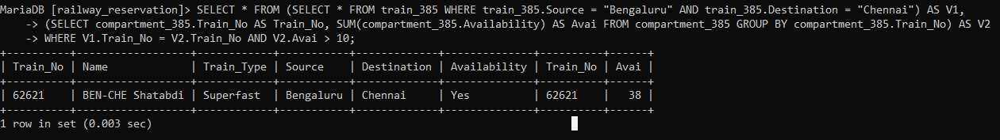 MariaDB [railway_reservation]> SELECT * FROM (SELECT * FROM train_385 WHERE train_385.Source = "Bengaluru" AND train_385.Destination = "Chennai") AS V1,
    -> (SELECT compartment_385.Train_No AS Train_No, SUM(compartment_385.Availability) AS Avai FROM compartment_385 GROUP BY compartment_385.Train_No) AS V2
    -> WHERE V1.Train_No = V2.Train_No AND V2.Avai > 10;
+----------+------------------+------------+-----------+-------------+--------------+----------+------+
| Train_No | Name             | Train_Type | Source    | Destination | Availability | Train_No | Avai |
+----------+------------------+------------+-----------+-------------+--------------+----------+------+
| 62621    | BEN-CHE Shatabdi | Superfast  | Bengaluru | Chennai     | Yes          | 62621    |   38 |
+----------+------------------+------------+-----------+-------------+--------------+----------+------+
1 row in set (0.003 sec)